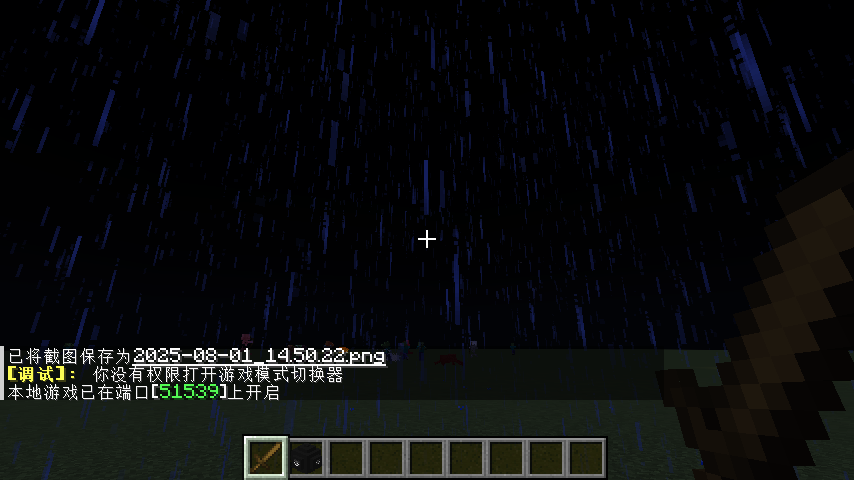 已将截图保存为2025-08-01_14.50.22.png
[调试]: 你没有权限打开游戏模式切换器
本地游戏已在端口[51539]上开启